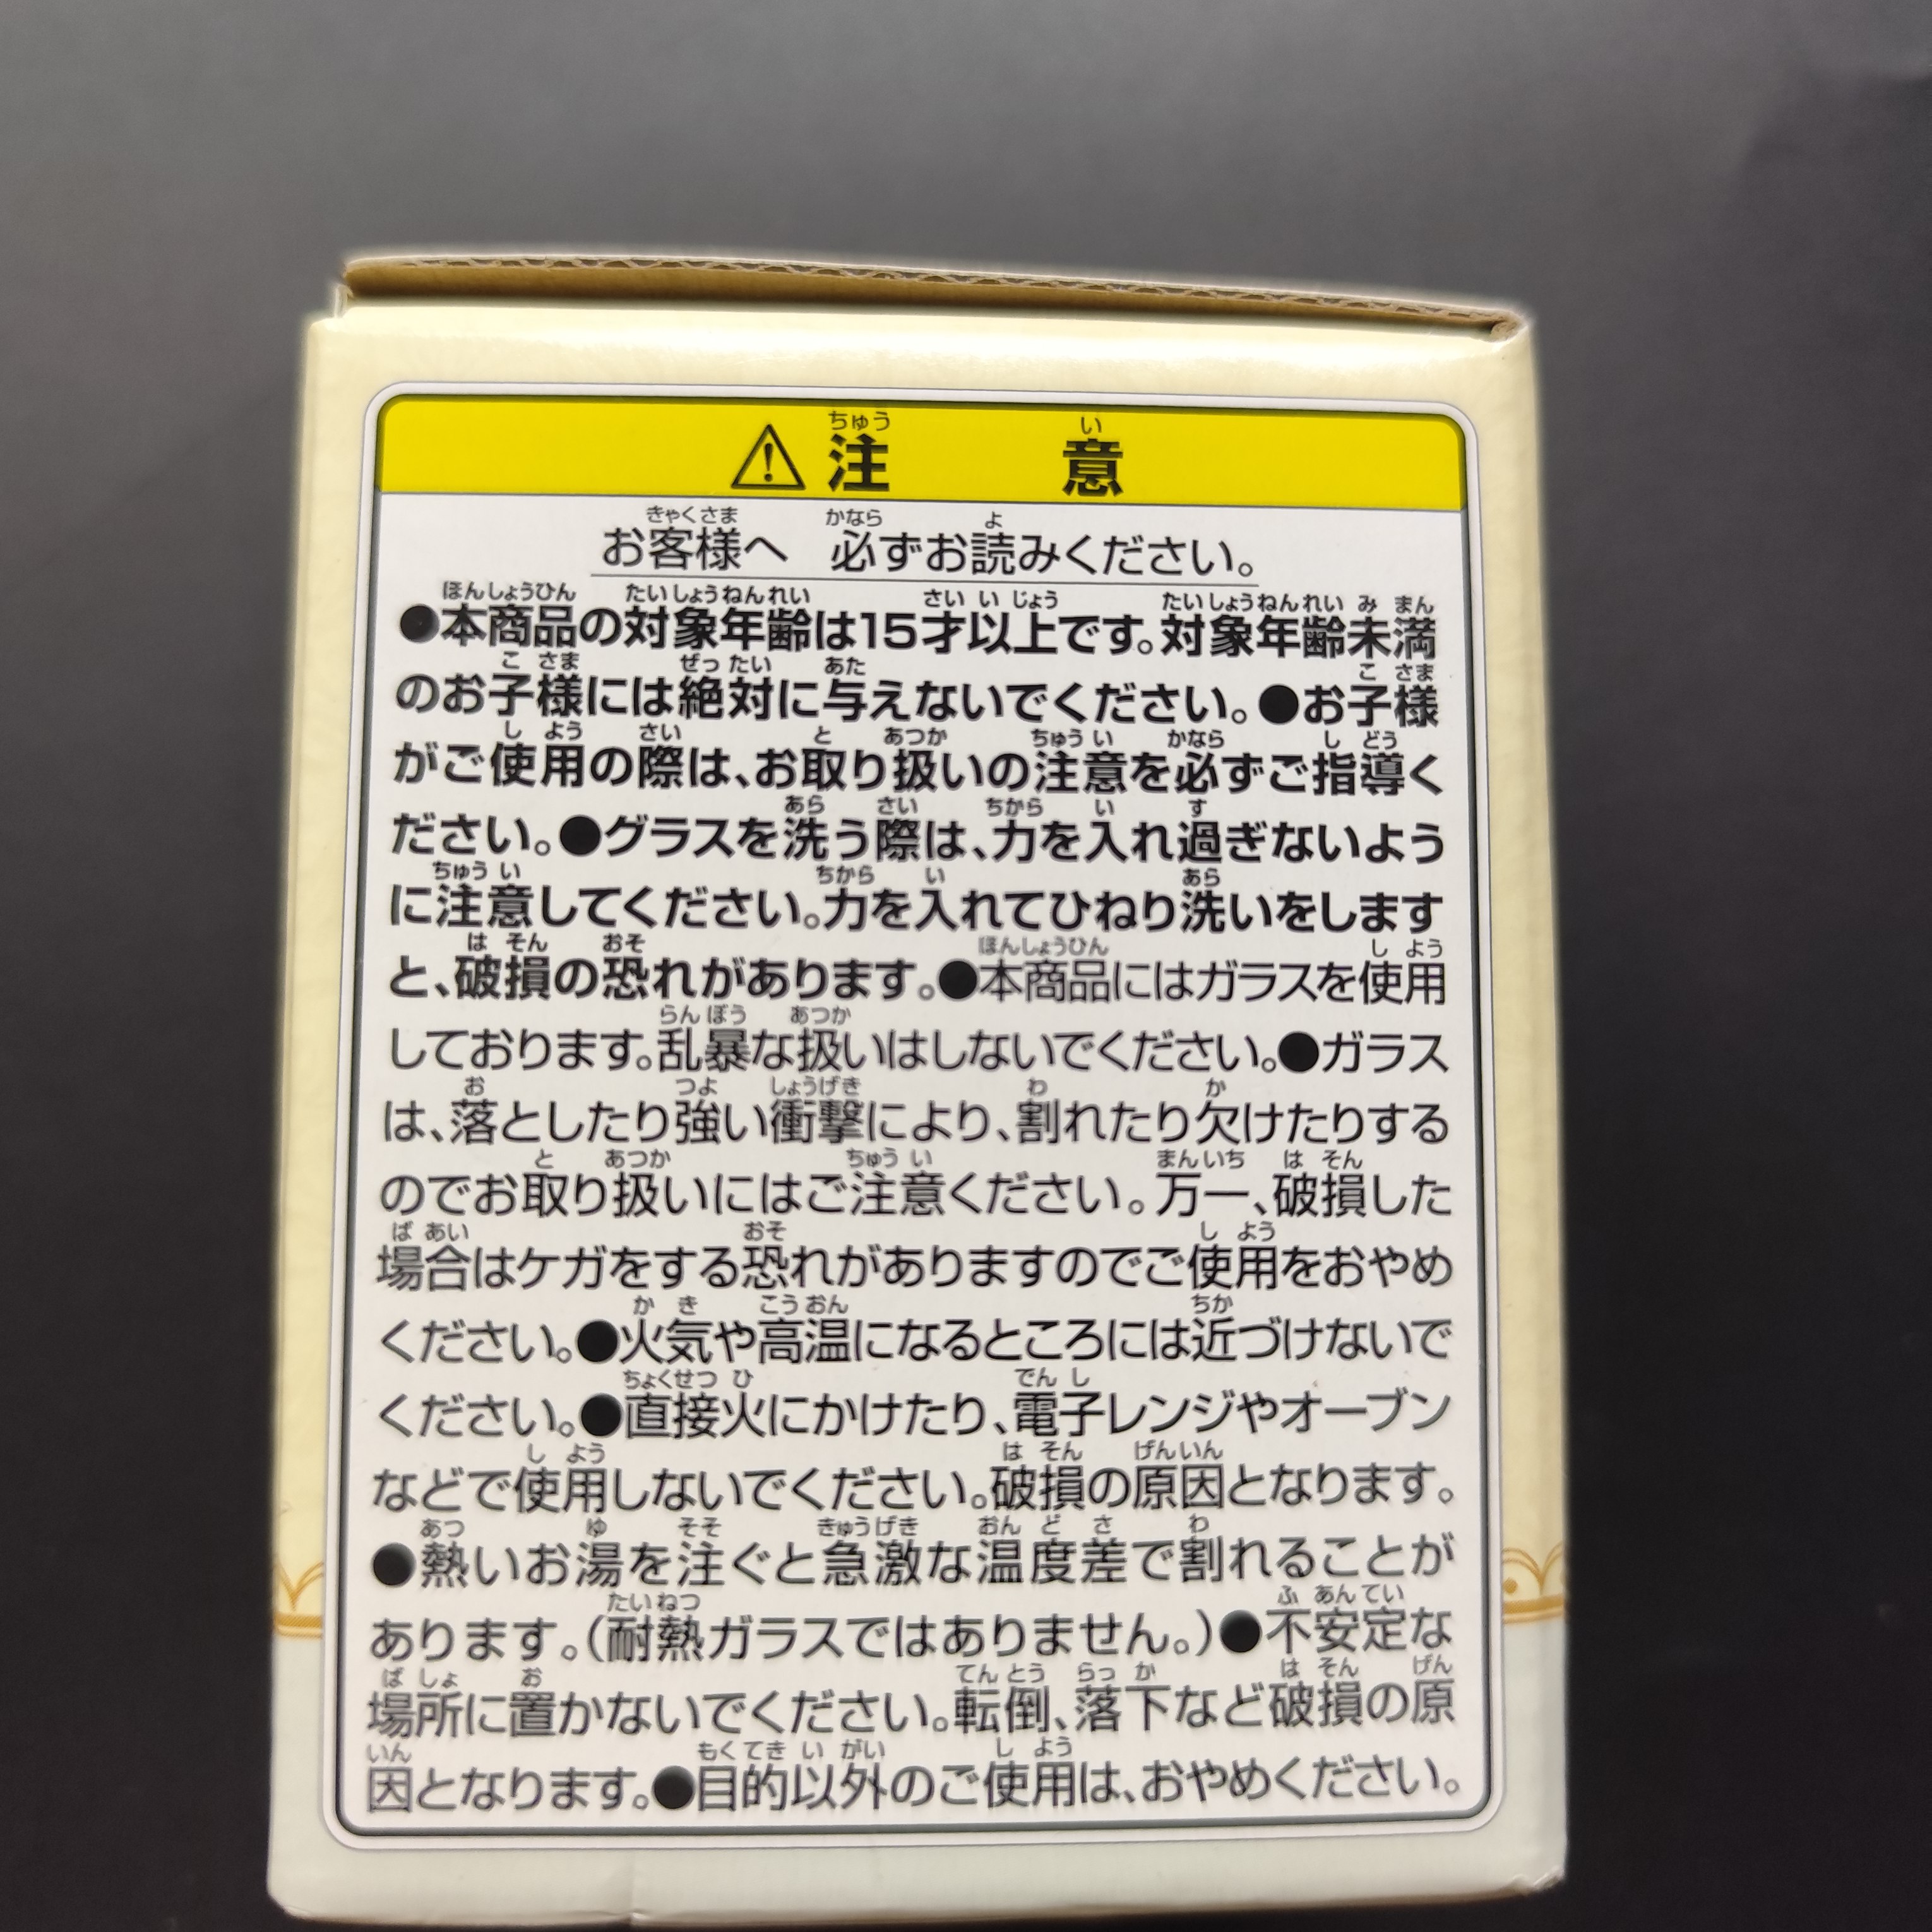 ⚠注意
お客様へ 必ずお読みください。
●本商品の対象年齢は15才以上です。対象年齢未満
のお子様には絶対に与えないでください。●お子様
がご使用の際は、お取り扱いの注意を必ずご指導く
ださい。●グラスを洗う際は、力を入れ過ぎないよう
に注意してください。力を入れてひねり洗いをします
と、破損の恐れがあります。●本商品にはガラスを使用
しております。乱暴な扱いはしないでください。●ガラス
は、落としたり強い衝撃により、割れたり欠けたりする
のでお取り扱いにはご注意ください。万一、破損した
場合はケガをする恐れがありますのでご使用をおやめ
ください。●火気や高温になるところには近づけないで
ください。●直接火にかけたり、電子レンジやオーブン
などで使用しないでください。破損の原因となります。
●熱いお湯を注ぐと急激な温度差で割れることが
あります。(耐熱ガラスではありません。)●不安定な
場所に置かないでください。転倒、落下など破損の原
因となります。●目的以外のご使用は、おやめください。